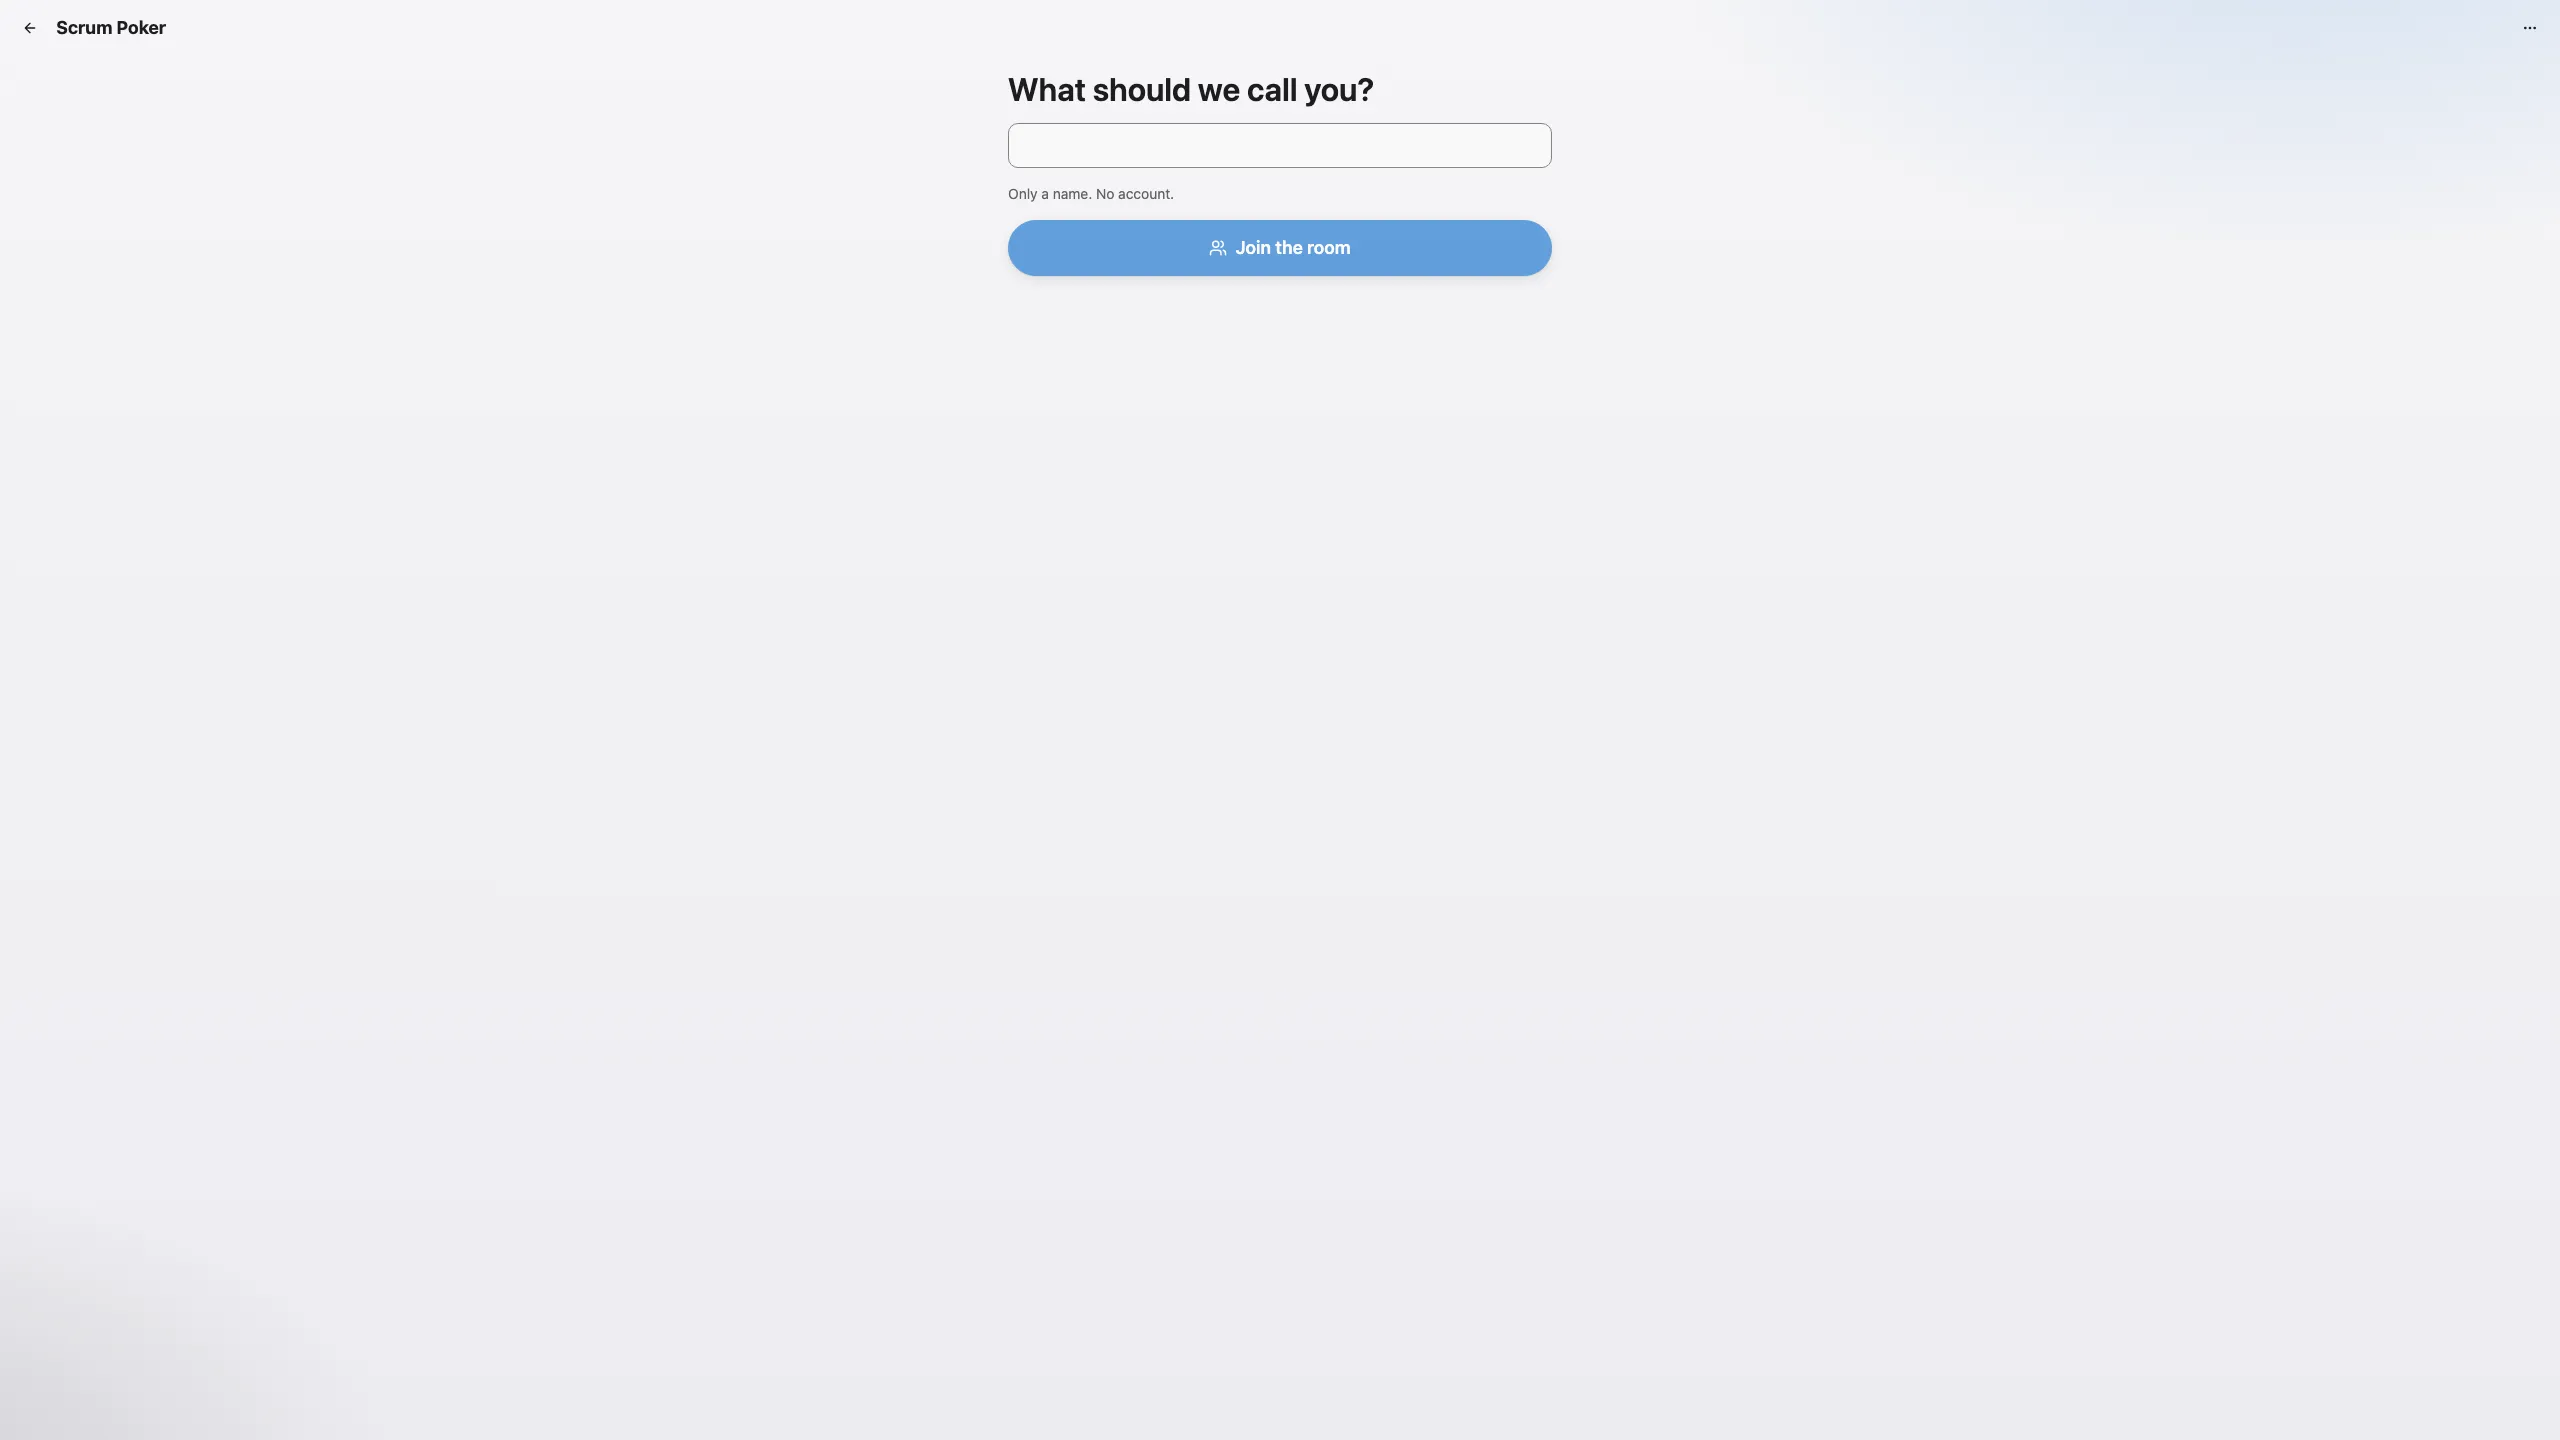 Scrum Poker
What should we call you?
Only a name. No account.
Join the room